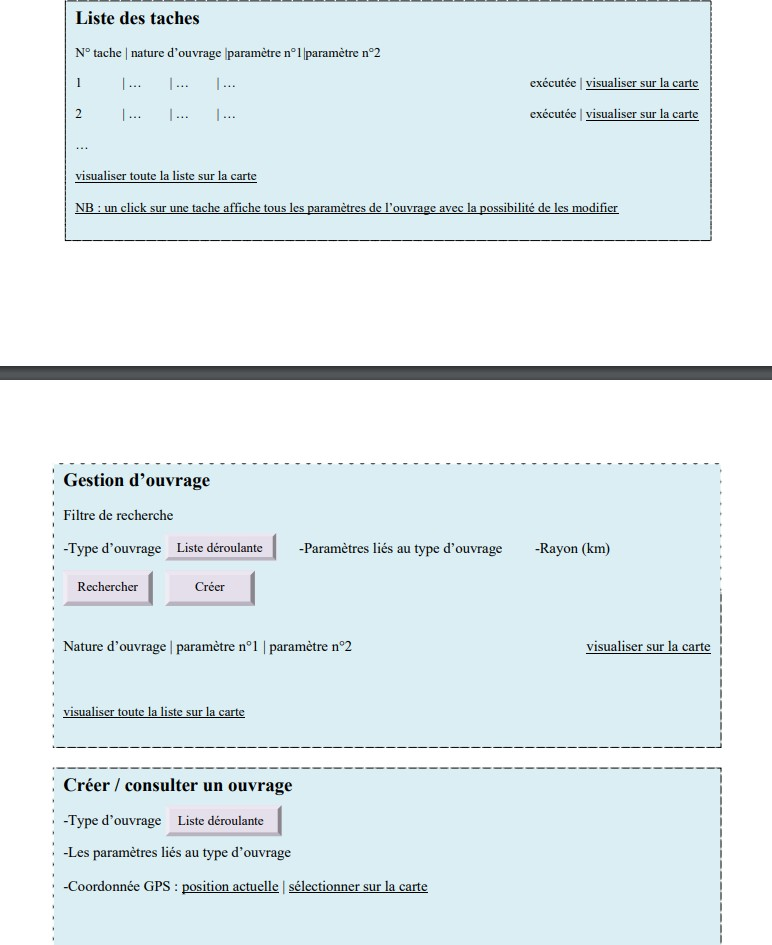 Liste des taches
N° tache | nature d’ouvrage |paramètre n°1|paramètre n°2
1 | … | … | … exécutée | visualiser sur la carte
2 | … | … | … exécutée | visualiser sur la carte
…
visualiser toute la liste sur la carte
NB : un click sur une tache affiche tous les paramètres de l’ouvrage avec la possibilité de les modifier
Gestion d’ouvrage
Filtre de recherche
-Type d’ouvrage Liste déroulante -Paramètres liés au type d’ouvrage -Rayon (km)
Rechercher Créer
Nature d’ouvrage | paramètre n°1 | paramètre n°2 visualiser sur la carte
visualiser toute la liste sur la carte
Créer / consulter un ouvrage
-Type d’ouvrage Liste déroulante
-Les paramètres liés au type d’ouvrage
-Coordonnée GPS : position actuelle | sélectionner sur la carte